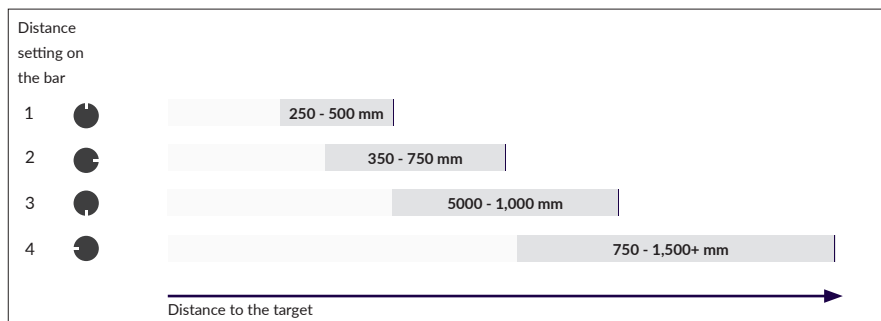 Distance
setting on
the bar
1 250 - 500 mm
2 350 - 750 mm
3 5000 - 1,000 mm
4 750 - 1,500+ mm
Distance to the target